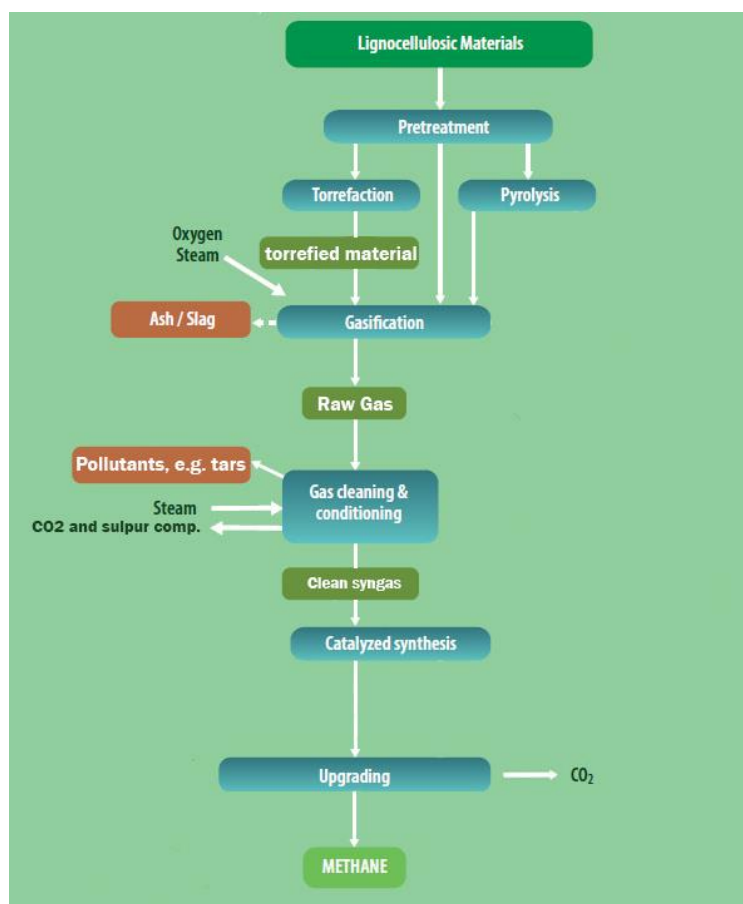 Lignocellulosic Materials
Pretreatment
Torrefaction
Pyrolysis
Oxygen
Steam
torrefied material
Ash / Slag
Gasification
Raw Gas
Pollutants, e.g. tars
Gas cleaning &
conditioning
Steam
CO2 and sulpur comp.
Clean syngas
Catalyzed synthesis
Upgrading
CO₂
METHANE